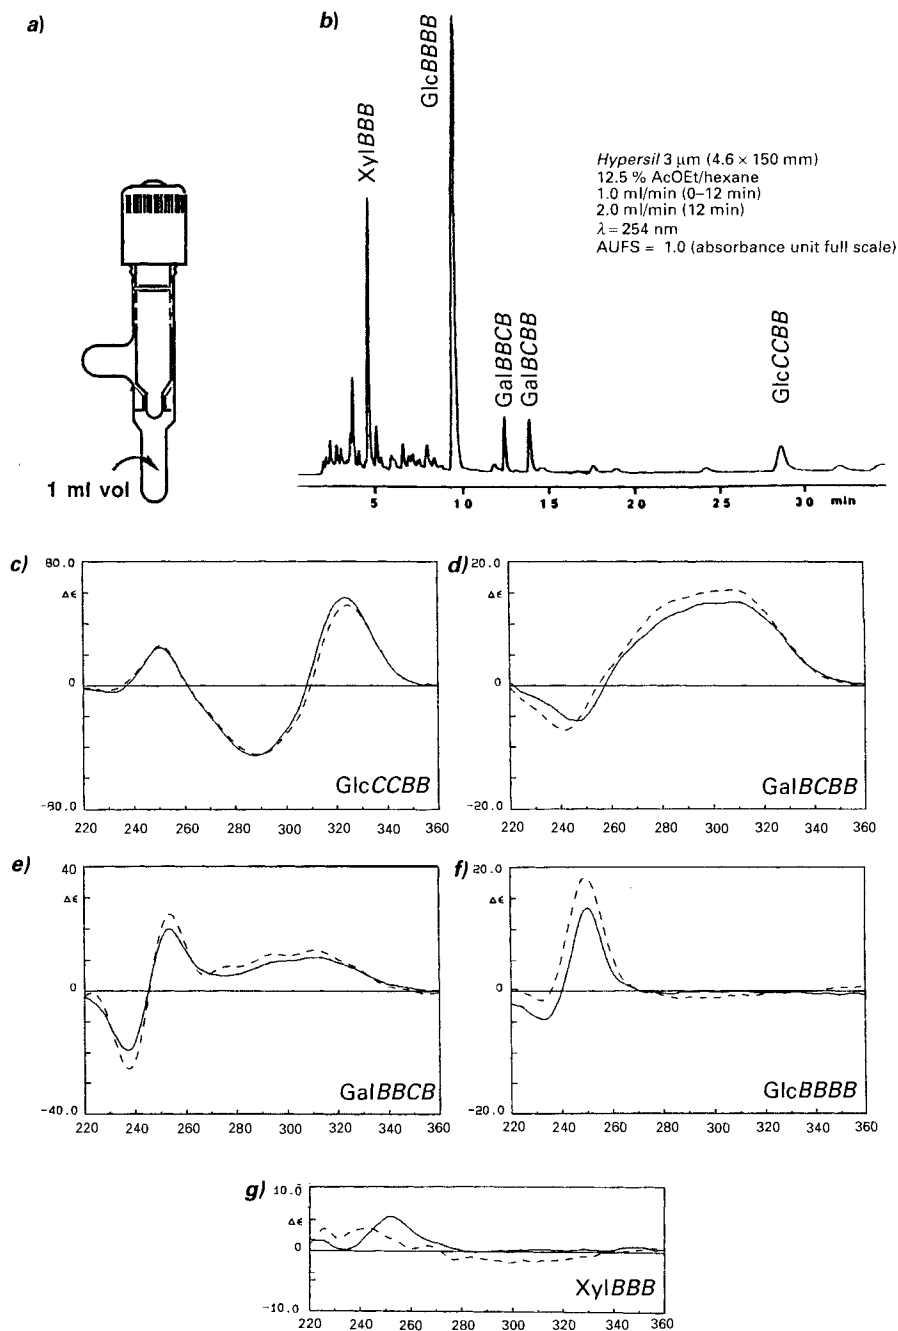 a)
1 ml vol
b)
XylBBB
GlcBBBB
GalBBCB
GalBCBB
GlcCCBB
Hypersil 3 µm (4.6 × 150 mm)
12.5 % AcOEt/hexane
1.0 ml/min (0–12 min)
2.0 ml/min (12 min)
λ = 254 nm
AUFS = 1.0 (absorbance unit full scale)
5 10 15 20 25 30 min
c)
80.0
Δϵ
0
-80.0
GlcCCBB
220 240 260 280 300 320 340 360
d)
20.0
Δϵ
0
-20.0
GalBCBB
220 240 260 280 300 320 340 360
e)
40
Δϵ
0
-40.0
GalBBCB
220 240 260 280 300 320 340 360
f)
20.0
Δϵ
0
-20.0
GlcBBBB
220 240 260 280 300 320 340 360
g)
10.0
Δϵ
0
-10.0
XylBBB
220 240 260 280 300 320 340 360